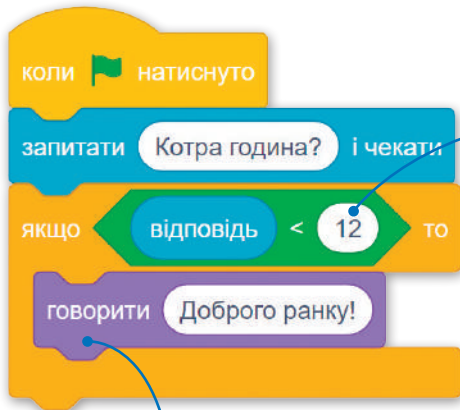 коли натиснуто
запитати Котра година? і чекати
якщо відповідь < 12 то
говорити Доброго ранку!